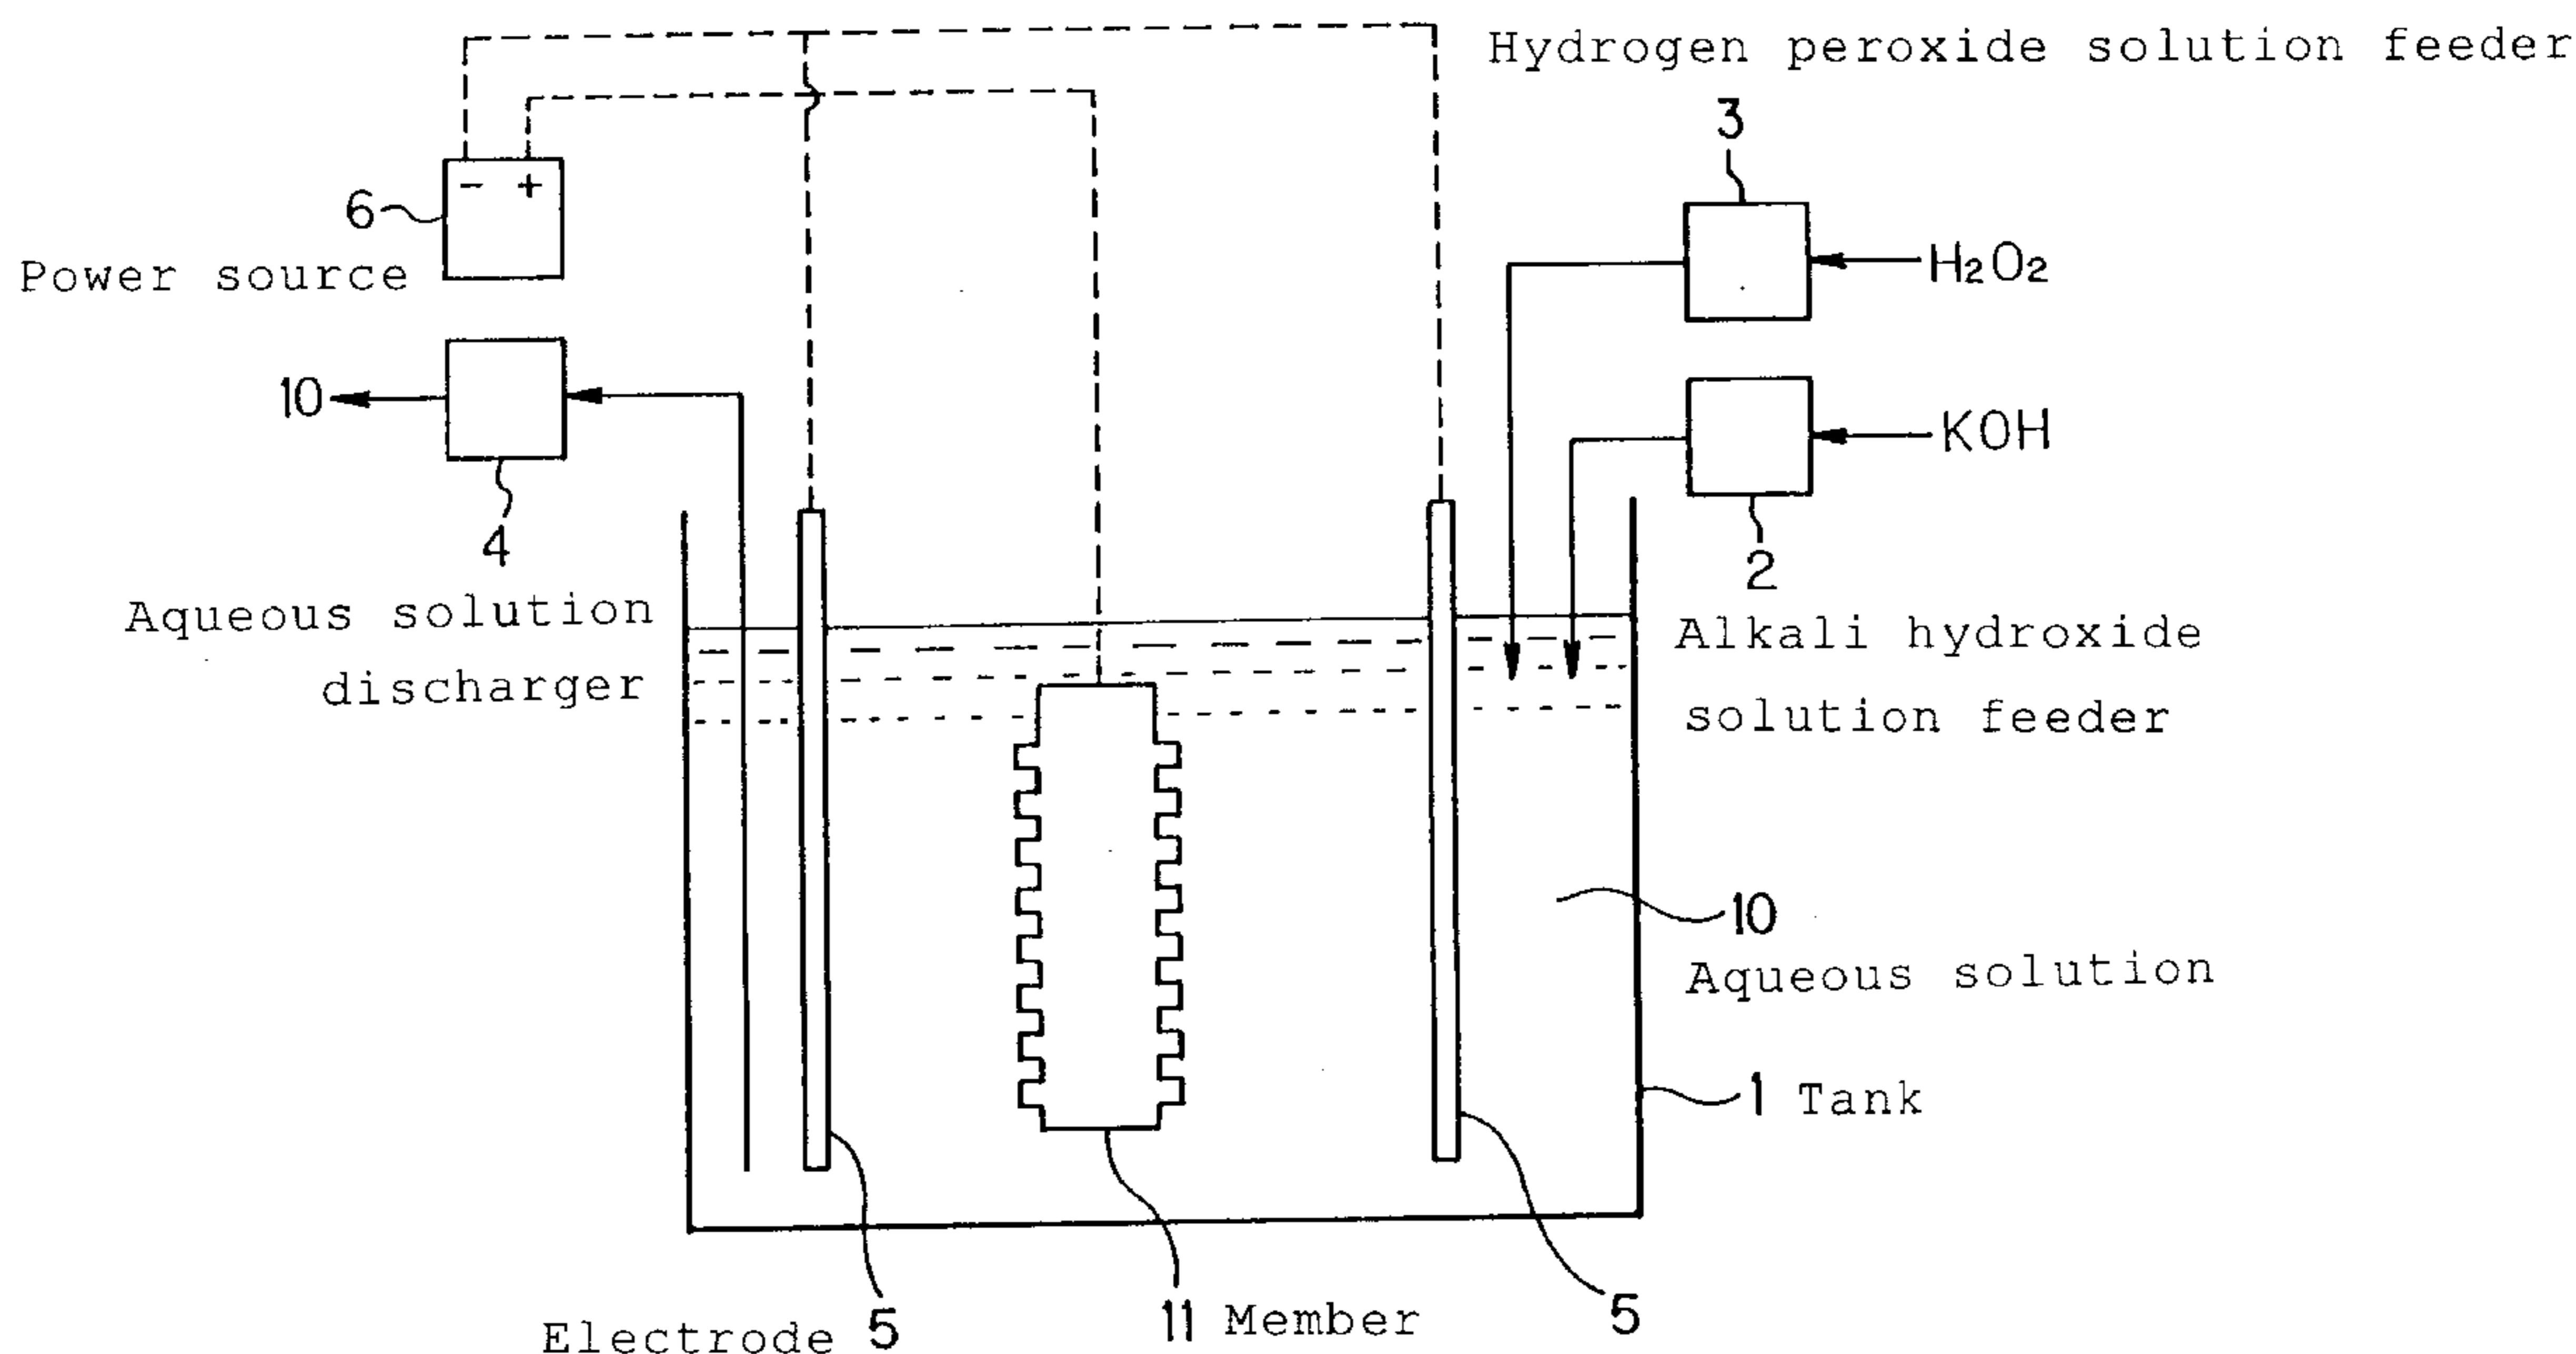 Hydrogen peroxide solution feeder
3
- +
6
Power source
H₂O₂
10
KOH
4
2
Aqueous solution
discharger
Alkali hydroxide
solution feeder
10
Aqueous solution
1 Tank
Electrode 5
11 Member
5